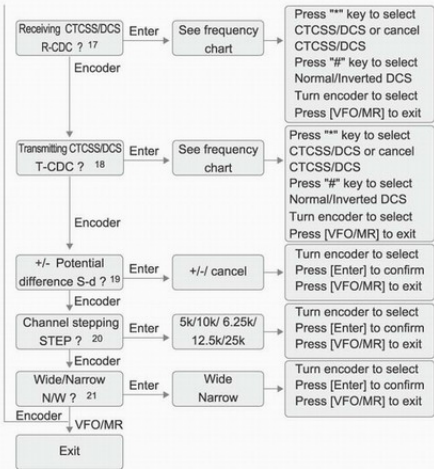 Receiving CTCSS/DCS
R-CDC ? 17
Enter
See frequency
chart
Press "*" key to select
CTCSS/DCS or cancel
CTCSS/DCS
Press "#" key to select
Normal/Inverted DCS
Turn encoder to select
Press [VFO/MR] to exit
Encoder
Transmitting CTCSS/DCS
T-CDC ? 18
Enter
See frequency
chart
Press "*" key to select
CTCSS/DCS or cancel
CTCSS/DCS
Press "#" key to select
Normal/Inverted DCS
Turn encoder to select
Press [VFO/MR] to exit
Encoder
+/- Potential
difference S-d ? 19
Enter
+/-/ cancel
Turn encoder to select
Press [Enter] to confirm
Press [VFO/MR] to exit
Encoder
Channel stepping
STEP ? 20
Enter
5k/10k/ 6.25k/
12.5k/25k
Turn encoder to select
Press [Enter] to confirm
Press [VFO/MR] to exit
Encoder
Wide/Narrow
N/W ? 21
Enter
Wide
Narrow
Turn encoder to select
Press [Enter] to confirm
Press [VFO/MR] to exit
Encoder
VFO/MR
Exit